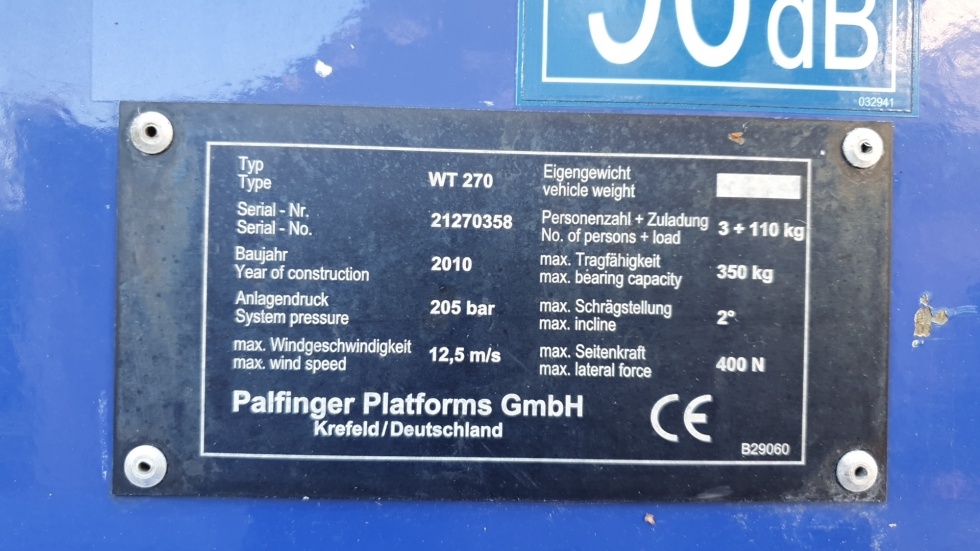 dB
032941
Typ
Type
WT 270
Serial - Nr.
Serial - No.
21270358
Baujahr
Year of construction
2010
Anlagendruck
System pressure
205 bar
max. Windgeschwindigkeit
max. wind speed
12,5 m/s
Eigengewicht
vehicle weight
Personenzahl + Zuladung
No. of persons + load
3 + 110 kg
max. Tragfähigkeit
max. bearing capacity
350 kg
max. Schrägstellung
max. incline
2°
max. Seitenkraft
max. lateral force
400 N
Palfinger Platforms GmbH
Krefeld/Deutschland
CE
B29060